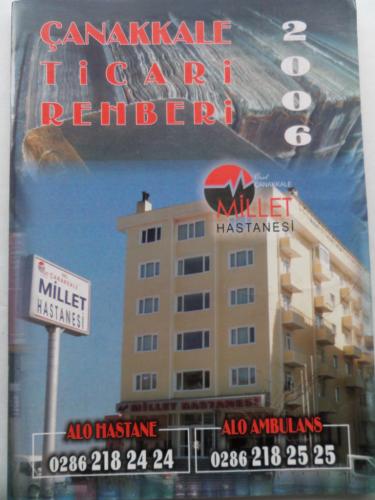 ÇANAKKALE
TİCARİ
REHBERİ
2006
Özel
ÇANAKKALE
MİLLET
HASTANESİ
ÇANAKKALE
MİLLET
HASTANESİ
MİLLET HASTANESİ
ALO HASTANE
0286 218 24 24
ALO AMBULANS
0286 218 25 25